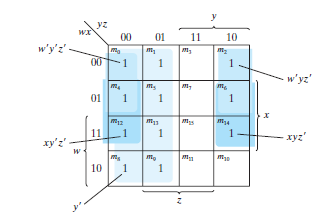 y
yz
wx 00 01 11 10
w′y′z′
m₀ m₁ m₃ m₂
00 1 1 1
w′yz′
m₄ m₅ m₇ m₆
01 1 1 1
x
m₁₂ m₁₃ m₁₅ m₁₄
11 1 1 1
xy′z′
xyz′
w
m₈ m₉ m₁₁ m₁₀
10 1 1
y′
z